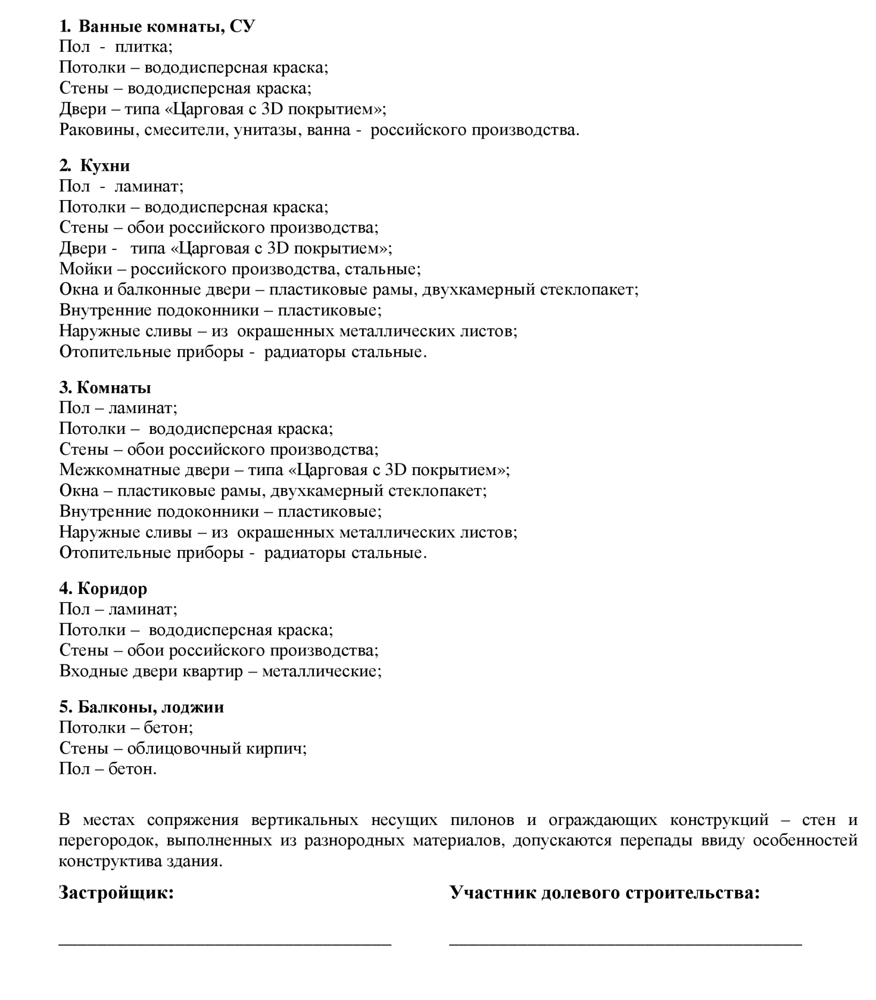 1. Ванные комнаты, СУ
Пол - плитка;
Потолки – вододисперсная краска;
Стены – вододисперсная краска;
Двери – типа «Царговая с 3D покрытием»;
Раковины, смесители, унитазы, ванна - российского производства.
2. Кухни
Пол - ламинат;
Потолки – вододисперсная краска;
Стены – обои российского производства;
Двери - типа «Царговая с 3D покрытием»;
Мойки – российского производства, стальные;
Окна и балконные двери – пластиковые рамы, двухкамерный стеклопакет;
Внутренние подоконники – пластиковые;
Наружные сливы – из окрашенных металлических листов;
Отопительные приборы - радиаторы стальные.
3. Комнаты
Пол – ламинат;
Потолки – вододисперсная краска;
Стены – обои российского производства;
Межкомнатные двери – типа «Царговая с 3D покрытием»;
Окна – пластиковые рамы, двухкамерный стеклопакет;
Внутренние подоконники – пластиковые;
Наружные сливы – из окрашенных металлических листов;
Отопительные приборы - радиаторы стальные.
4. Коридор
Пол – ламинат;
Потолки – вододисперсная краска;
Стены – обои российского производства;
Входные двери квартир – металлические;
5. Балконы, лоджии
Потолки – бетон;
Стены – облицовочный кирпич;
Пол – бетон.
В местах сопряжения вертикальных несущих пилонов и ограждающих конструкций – стен и
перегородок, выполненных из разнородных материалов, допускаются перепады ввиду особенностей
конструктива здания.
Застройщик: Участник долевого строительства: